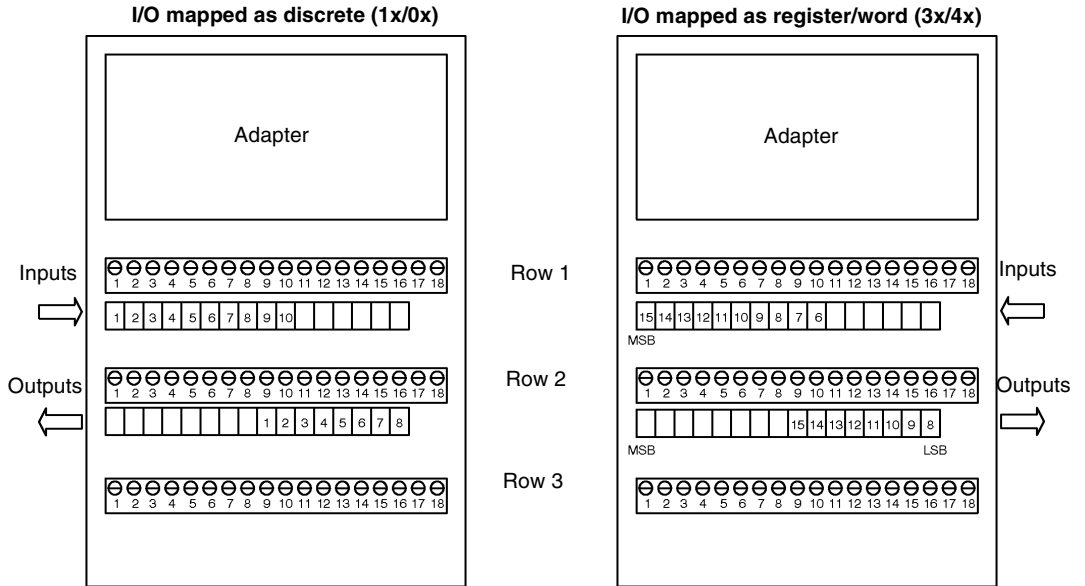 I/O mapped as discrete (1x/0x)
I/O mapped as register/word (3x/4x)
Adapter
Adapter
Inputs
1 2 3 4 5 6 7 8 9 10 11 12 13 14 15 16 17 18
Row 1
1 2 3 4 5 6 7 8 9 10 11 12 13 14 15 16 17 18
Inputs
1 2 3 4 5 6 7 8 9 10
15 14 13 12 11 10 9 8 7 6
MSB
Outputs
1 2 3 4 5 6 7 8 9 10 11 12 13 14 15 16 17 18
Row 2
1 2 3 4 5 6 7 8 9 10 11 12 13 14 15 16 17 18
Outputs
1 2 3 4 5 6 7 8
15 14 13 12 11 10 9 8
MSB
LSB
Row 3
1 2 3 4 5 6 7 8 9 10 11 12 13 14 15 16 17 18
1 2 3 4 5 6 7 8 9 10 11 12 13 14 15 16 17 18